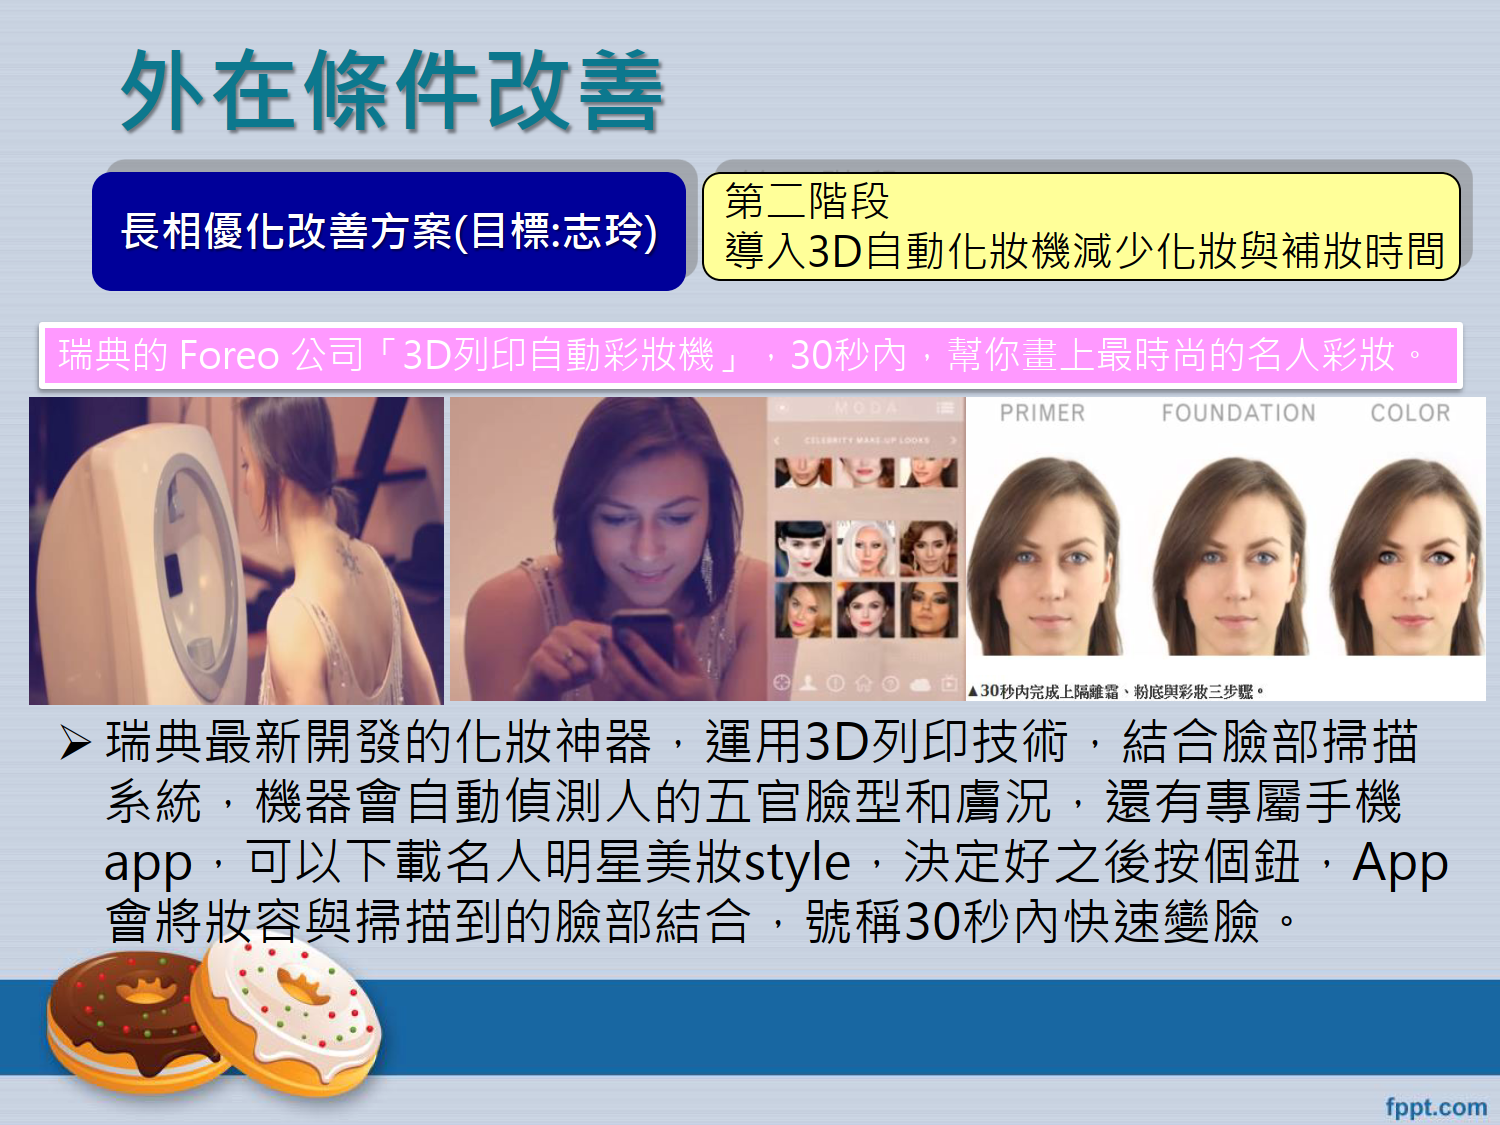 外在條件改善
長相優化改善方案(目標:志玲)
第二階段
導入3D自動化妝機減少化妝與補妝時間
瑞典的 Foreo 公司「3D列印自動彩妝機」，30秒內，幫你畫上最時尚的名人彩妝。
MODA
CELEBRITY MAKE-UP LOOKS
PRIMER FOUNDATION COLOR
▲30秒內完成上隔離霜、粉底與彩妝三步驟。
➢ 瑞典最新開發的化妝神器，運用3D列印技術，結合臉部掃描
系統，機器會自動偵測人的五官臉型和膚況，還有專屬手機
app，可以下載名人明星美妝style，決定好之後按個鈕，App
會將妝容與掃描到的臉部結合，號稱30秒內快速變臉。
fppt.com